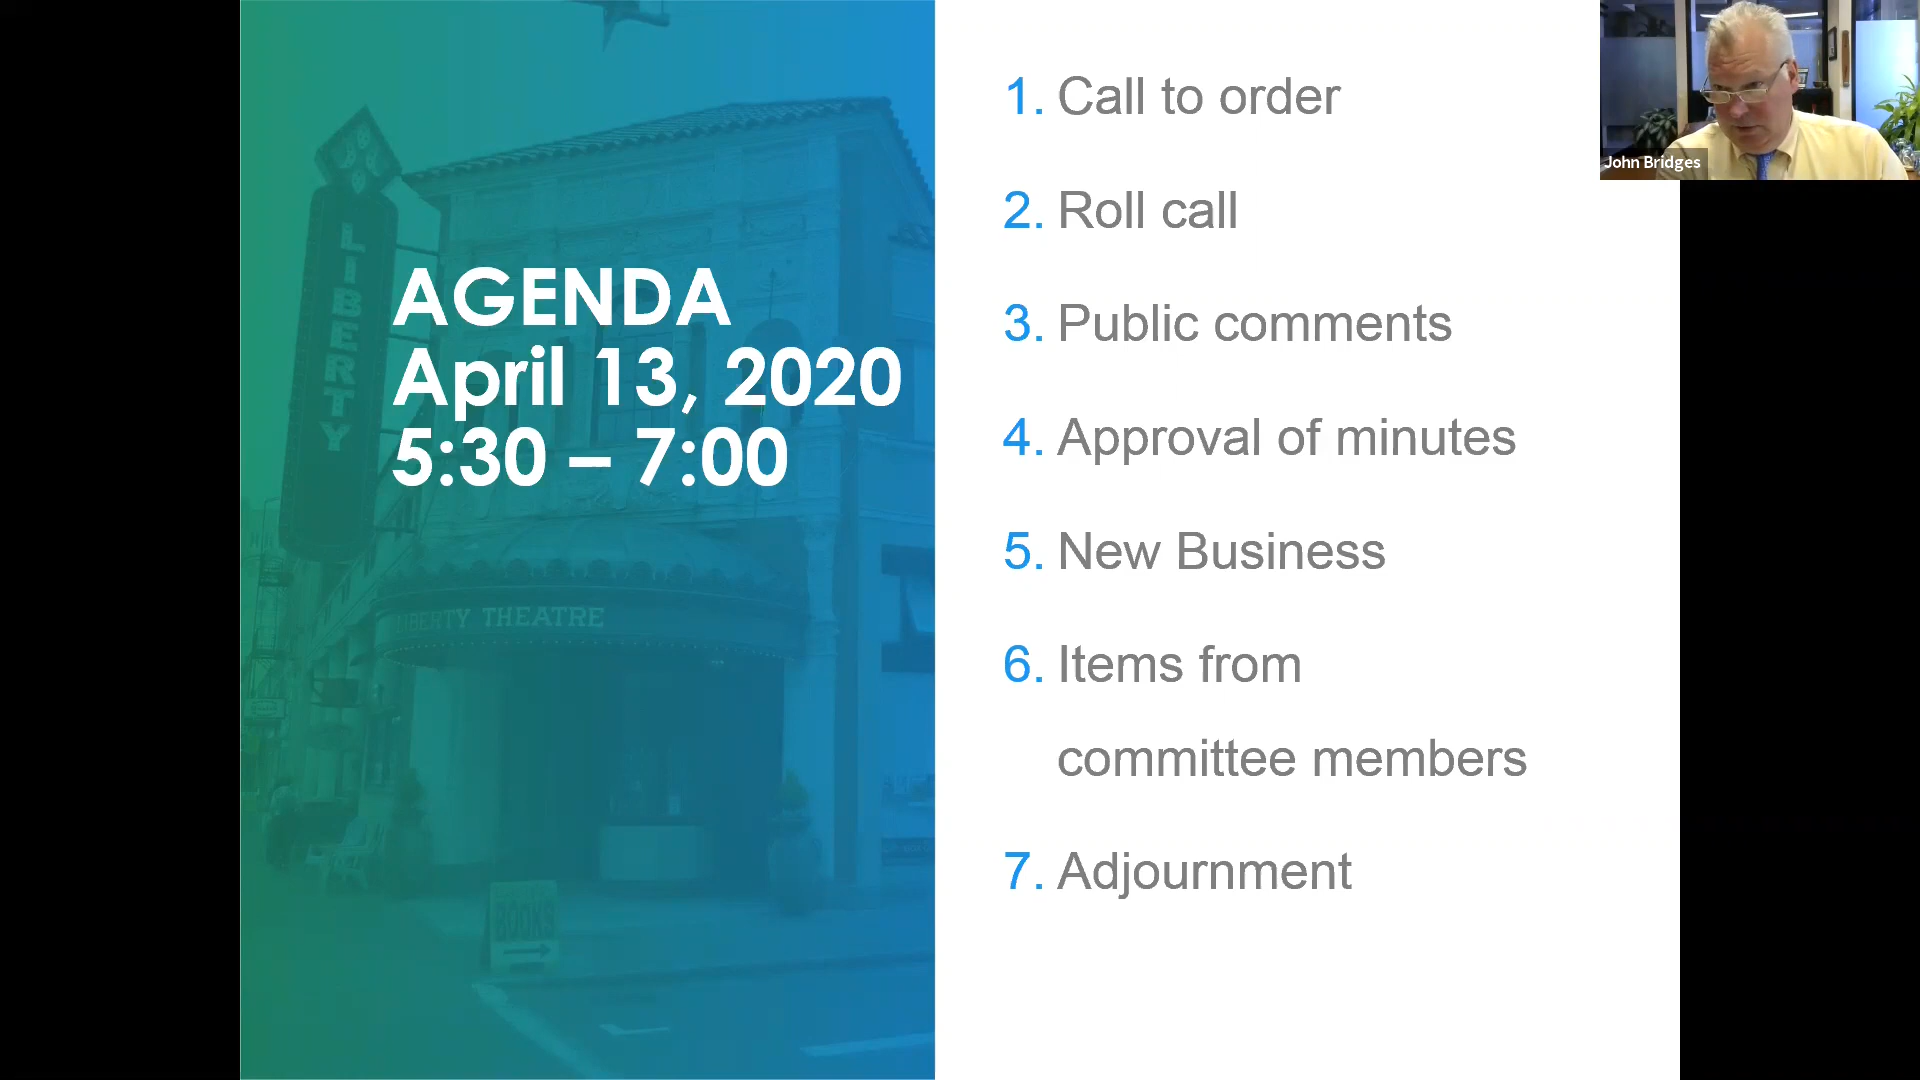 AGENDA
April 13, 2020
5:30 – 7:00
LIBERTY
LIBERTY THEATRE
BOOKS
1. Call to order
2. Roll call
3. Public comments
4. Approval of minutes
5. New Business
6. Items from
committee members
7. Adjournment
John Bridges